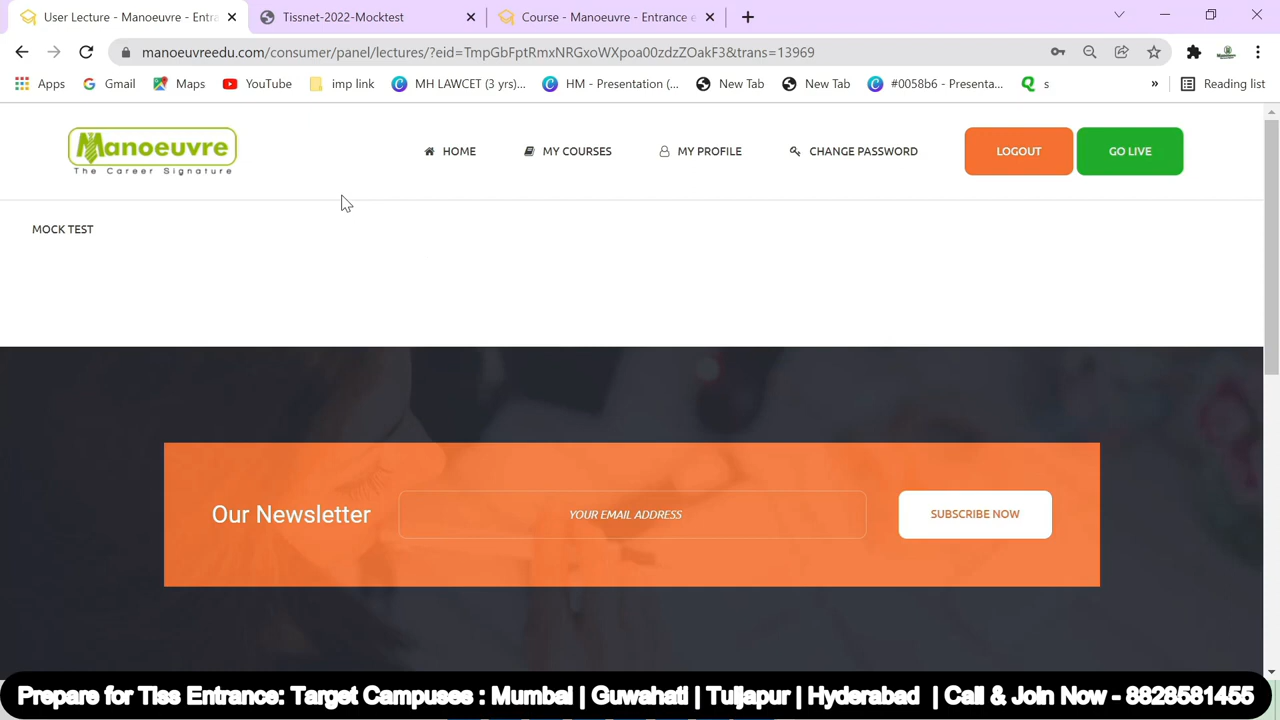 User Lecture - Manoeuvre - Entra
Tissnet-2022-Mocktest
Course - Manoeuvre - Entrance e
manoeuvreedu.com/consumer/panel/lectures/?eid=TmpGbFptRmxNRGxoWXpoa00zdzZOakF3&trans=13969
Apps
Gmail
Maps
YouTube
imp link
MH LAWCET (3 yrs)...
HM - Presentation (...
New Tab
New Tab
#0058b6 - Presenta...
s
»
Reading list
Manoeuvre
The Career Signature
HOME
MY COURSES
MY PROFILE
CHANGE PASSWORD
LOGOUT
GO LIVE
MOCK TEST
Our Newsletter
YOUR EMAIL ADDRESS
SUBSCRIBE NOW
Prepare for Tiss Entrance: Target Campuses : Mumbai | Guwahati | Tuljapur | Hyderabad | Call & Join Now - 8828581455